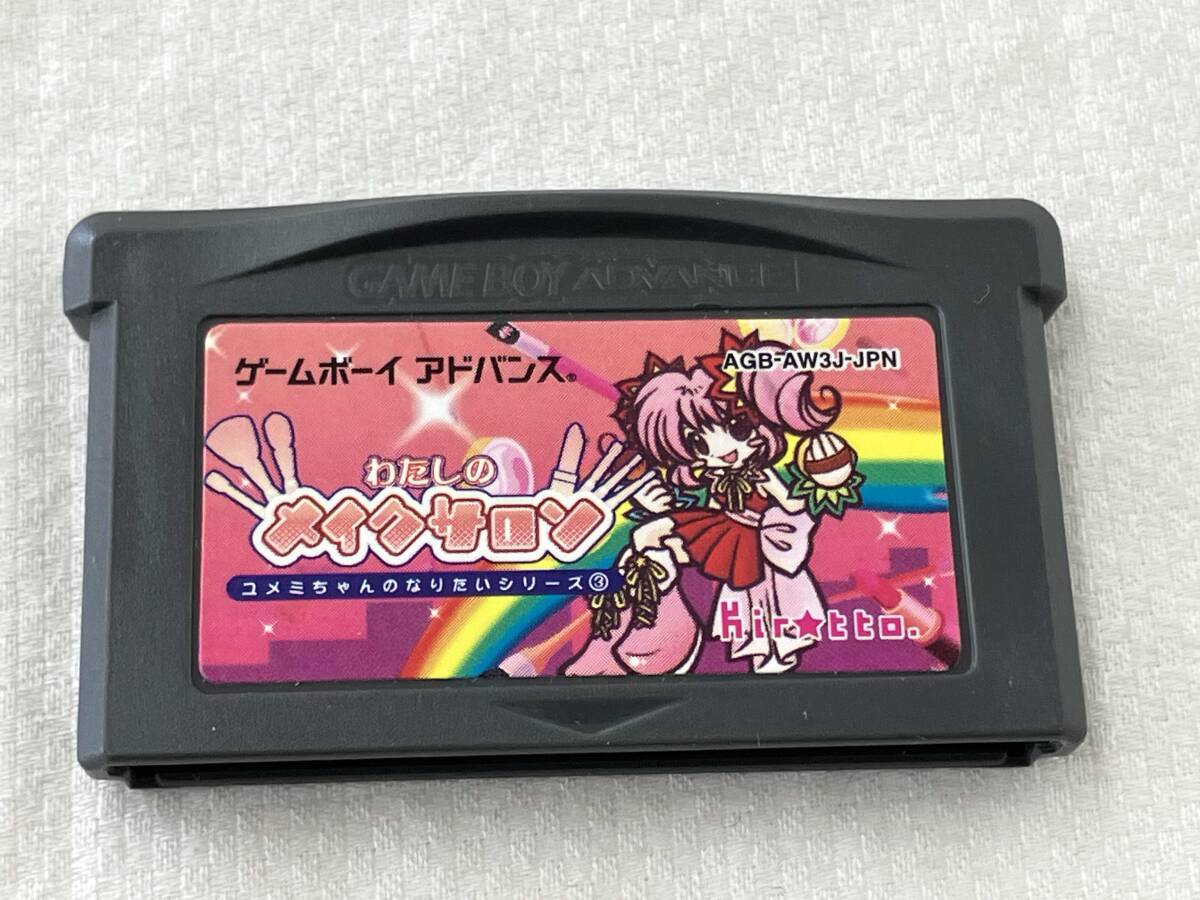 GAME BOY ADVANCE
ゲームボーイ アドバンス®
AGB-AW3J-JPN
わたしの
メイクサロン
ユメミちゃんのなりたいシリーズ③
Kir★tto.